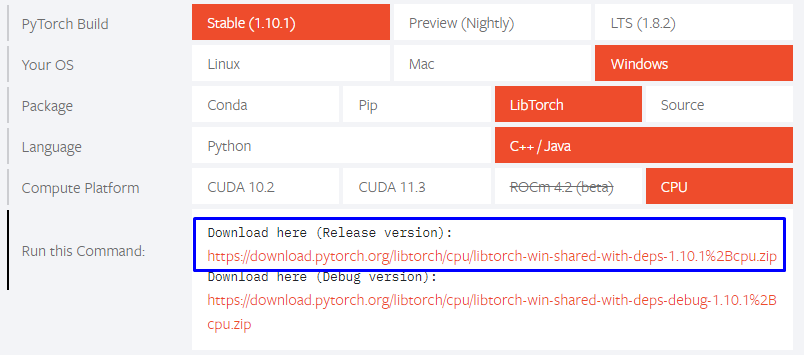 PyTorch Build Stable (1.10.1) Preview (Nightly) LTS (1.8.2)
Your OS Linux Mac Windows
Package Conda Pip LibTorch Source
Language Python C++ / Java
Compute Platform CUDA 10.2 CUDA 11.3 ROCm 4.2 (beta) CPU
Run this Command:
Download here (Release version):
https://download.pytorch.org/libtorch/cpu/libtorch-win-shared-with-deps-1.10.1%2Bcpu.zip
Download here (Debug version):
https://download.pytorch.org/libtorch/cpu/libtorch-win-shared-with-deps-debug-1.10.1%2B
cpu.zip